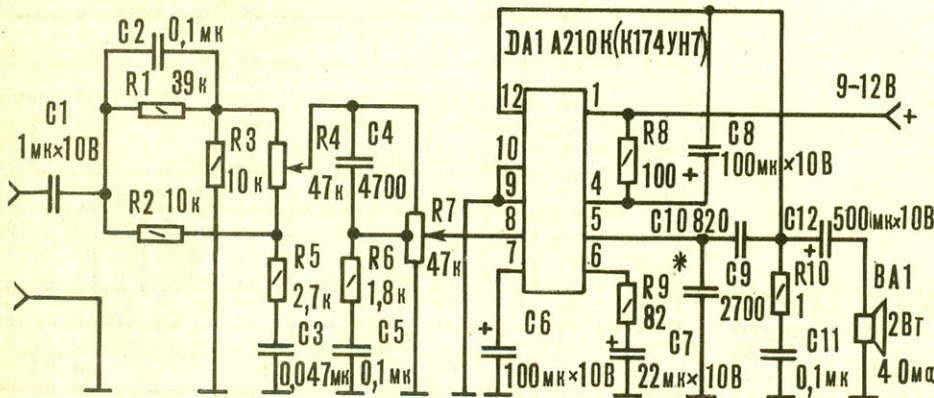 C2 0,1мк
DA1 A210K(К174УН7)
R1 39к
12 1
9-12В
+
C1
1мк×10В
R3
10к
R4
47к
C4
4700
10
9
R8
100
C8
+ 100мк×10В
R2 10к
8
7
4
5
6
R7
47к
C10 820
C12
500мк×10В
+
R5
2,7к
R6
1,8к
*
C9
2700
R10
1
BA1
2Вт
4 Ома
R9
82
C3
0,047мк
C5
0,1мк
+
C6
100мк×10В
+
C7
22мк×10В
C11
0,1мк